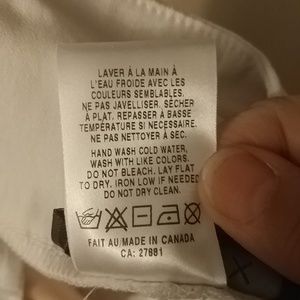 LAVER À LA MAIN À
L'EAU FROIDE AVEC LES
COULEURS SEMBLABLES.
NE PAS JAVELLISER. SÉCHER
À PLAT. REPASSER À BASSE
TEMPÉRATURE SI NECESSAIRE.
NE PAS NETTOYER À SEC.
HAND WASH COLD WATER,
WASH WITH LIKE COLORS.
DO NOT BLEACH. LAY FLAT
TO DRY. IRON LOW IF NEEDED
DO NOT DRY CLEAN.
FAIT AU/MADE IN CANADA
CA: 27881